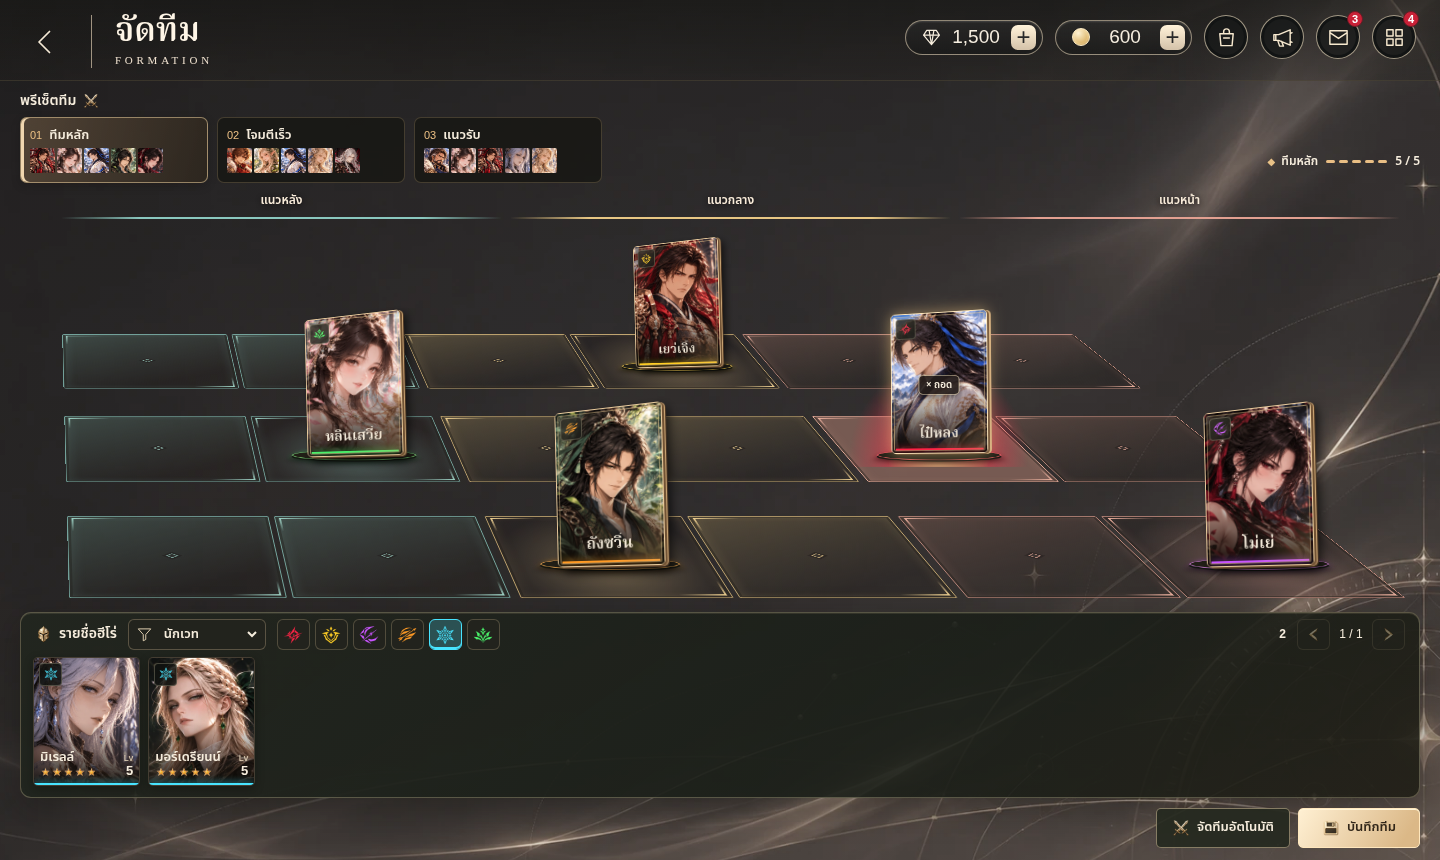 จัดทีม
FORMATION
1,500
600
3
4
พรีเซ็ตทีม
01 ทีมหลัก
02 โจมตีเร็ว
03 แนวรับ
ทีมหลัก 5 / 5
แนวหลัง
แนวกลาง
แนวหน้า
เยว่เจิ้ง
หลินเสวี่ย
× ถอด
ไป๋หลง
ถังชวิน
โม่เย่
รายชื่อฮีโร่
นักเวท
2
1 / 1
มิเรลล์
Lv
5
มอร์เดรียนน์
Lv
5
จัดทีมอัตโนมัติ
บันทึกทีม